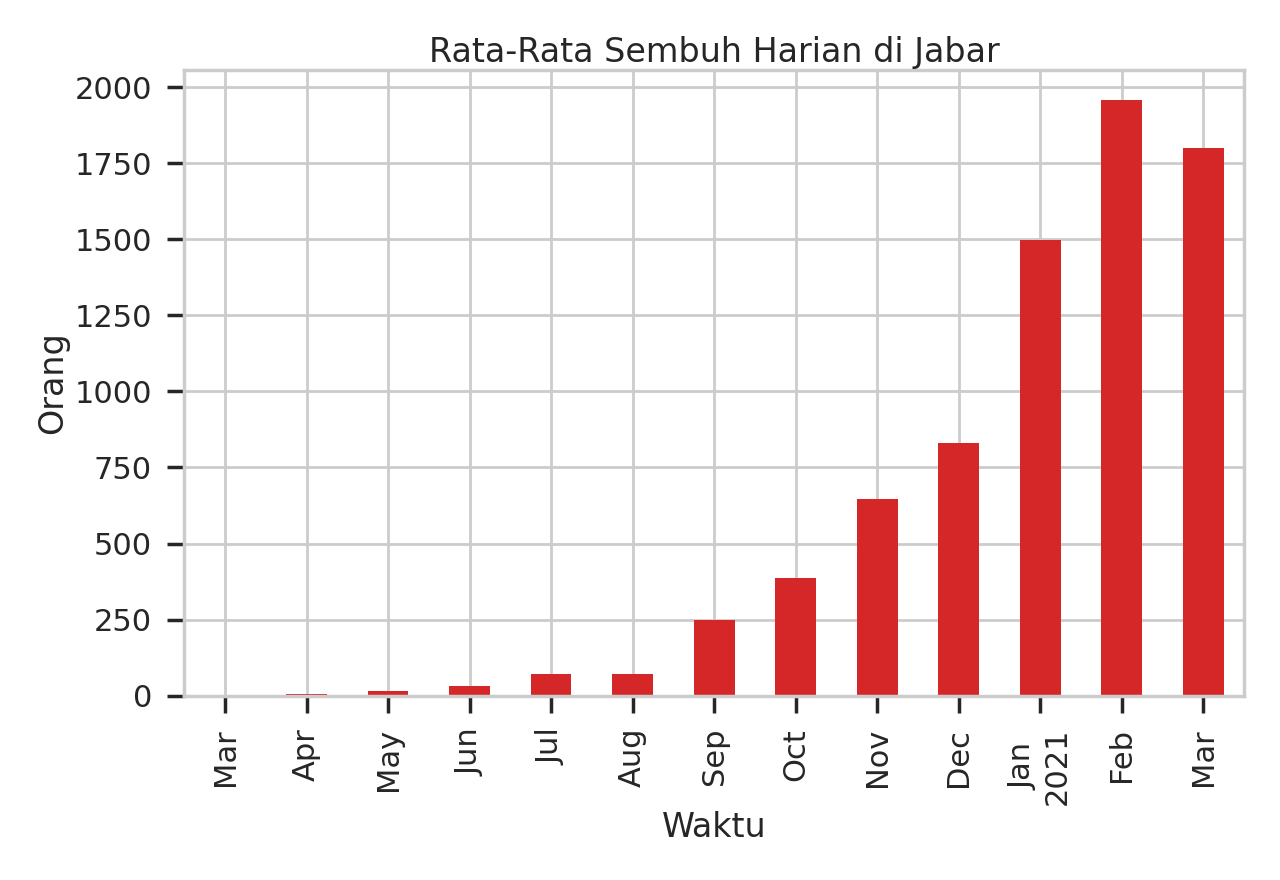 Rata-Rata Sembuh Harian di Jabar
2000
1750
1500
1250
1000
750
500
250
0
Orang
Mar
Apr
May
Jun
Jul
Aug
Sep
Oct
Nov
Dec
Jan
2021
Feb
Mar
Waktu